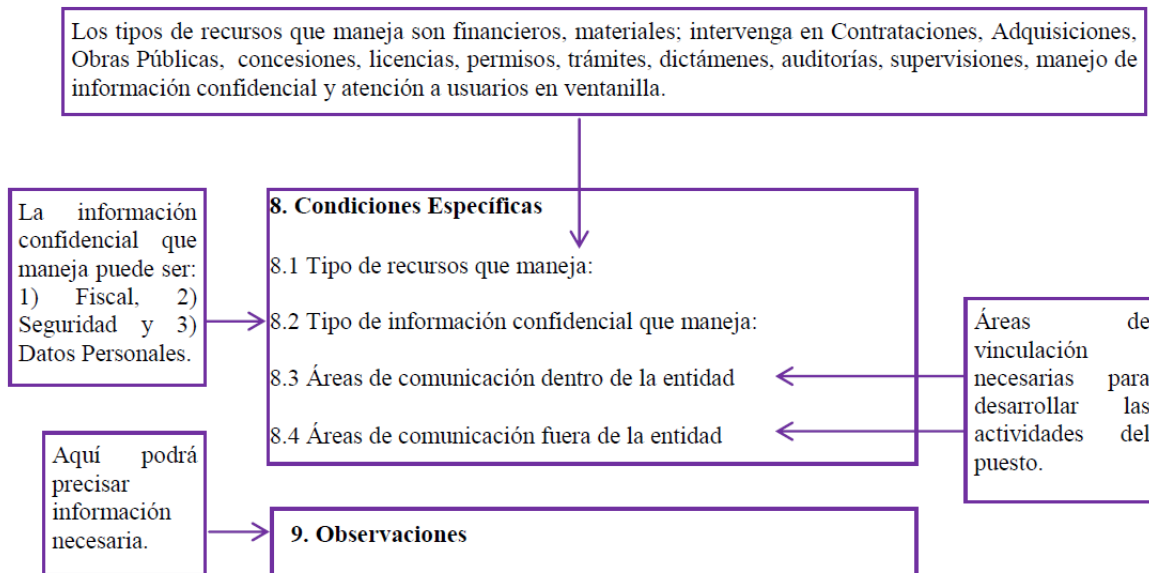 Los tipos de recursos que maneja son financieros, materiales; intervenga en Contrataciones, Adquisiciones,
Obras Públicas, concesiones, licencias, permisos, trámites, dictámenes, auditorías, supervisiones, manejo de
información confidencial y atención a usuarios en ventanilla.
La información
confidencial que
maneja puede ser:
1) Fiscal, 2)
Seguridad y 3)
Datos Personales.
8. Condiciones Específicas
8.1 Tipo de recursos que maneja:
8.2 Tipo de información confidencial que maneja:
8.3 Áreas de comunicación dentro de la entidad
8.4 Áreas de comunicación fuera de la entidad
Áreas de
vinculación
necesarias para
desarrollar las
actividades del
puesto.
Aquí podrá
precisar
información
necesaria.
9. Observaciones